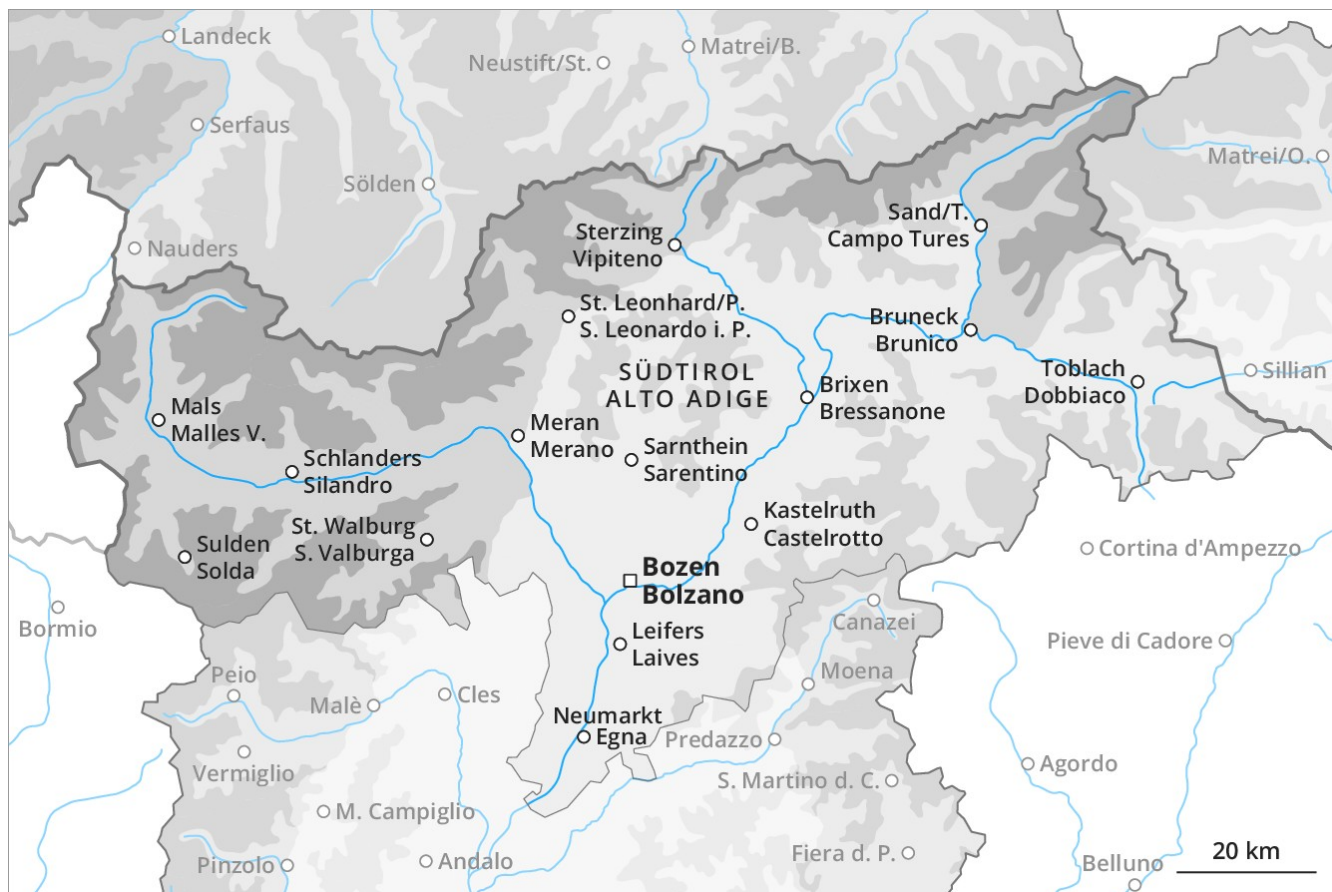 Landeck
Matrei/B.
Neustift/St.
Serfaus
Matrei/O.
Sölden
Sand/T.
Campo Tures
Sterzing
Vipiteno
Nauders
St. Leonhard/P.
S. Leonardo i. P.
Bruneck
Brunico
SÜDTIROL
ALTO ADIGE
Toblach
Dobbiaco
Sillian
Brixen
Bressanone
Mals
Malles V.
Meran
Merano
Sarnthein
Sarentino
Schlanders
Silandro
Kastelruth
Castelrotto
St. Walburg
S. Valburga
Sulden
Solda
Cortina d'Ampezzo
Bozen
Bolzano
Bormio
Canazei
Leifers
Laives
Pieve di Cadore
Peio
Moena
Malè
Cles
Neumarkt
Egna
Predazzo
Vermiglio
Agordo
S. Martino d. C.
M. Campiglio
Pinzolo
Andalo
Fiera d. P.
20 km
Belluno